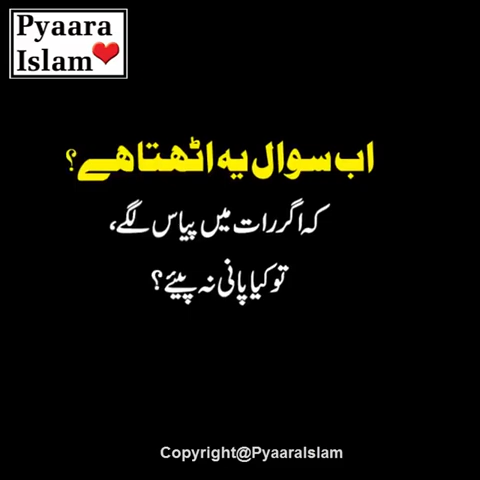 Pyaara
Islam
اب سوال یہ اٹھتا ھے؟
کہ اگر رات میں پیاس لگے،
تو کیا پانی نہ پیئے؟
Copyright@PyaaraIslam